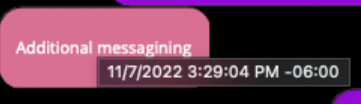 Additional messagining
11/7/2022 3:29:04 PM -06:00